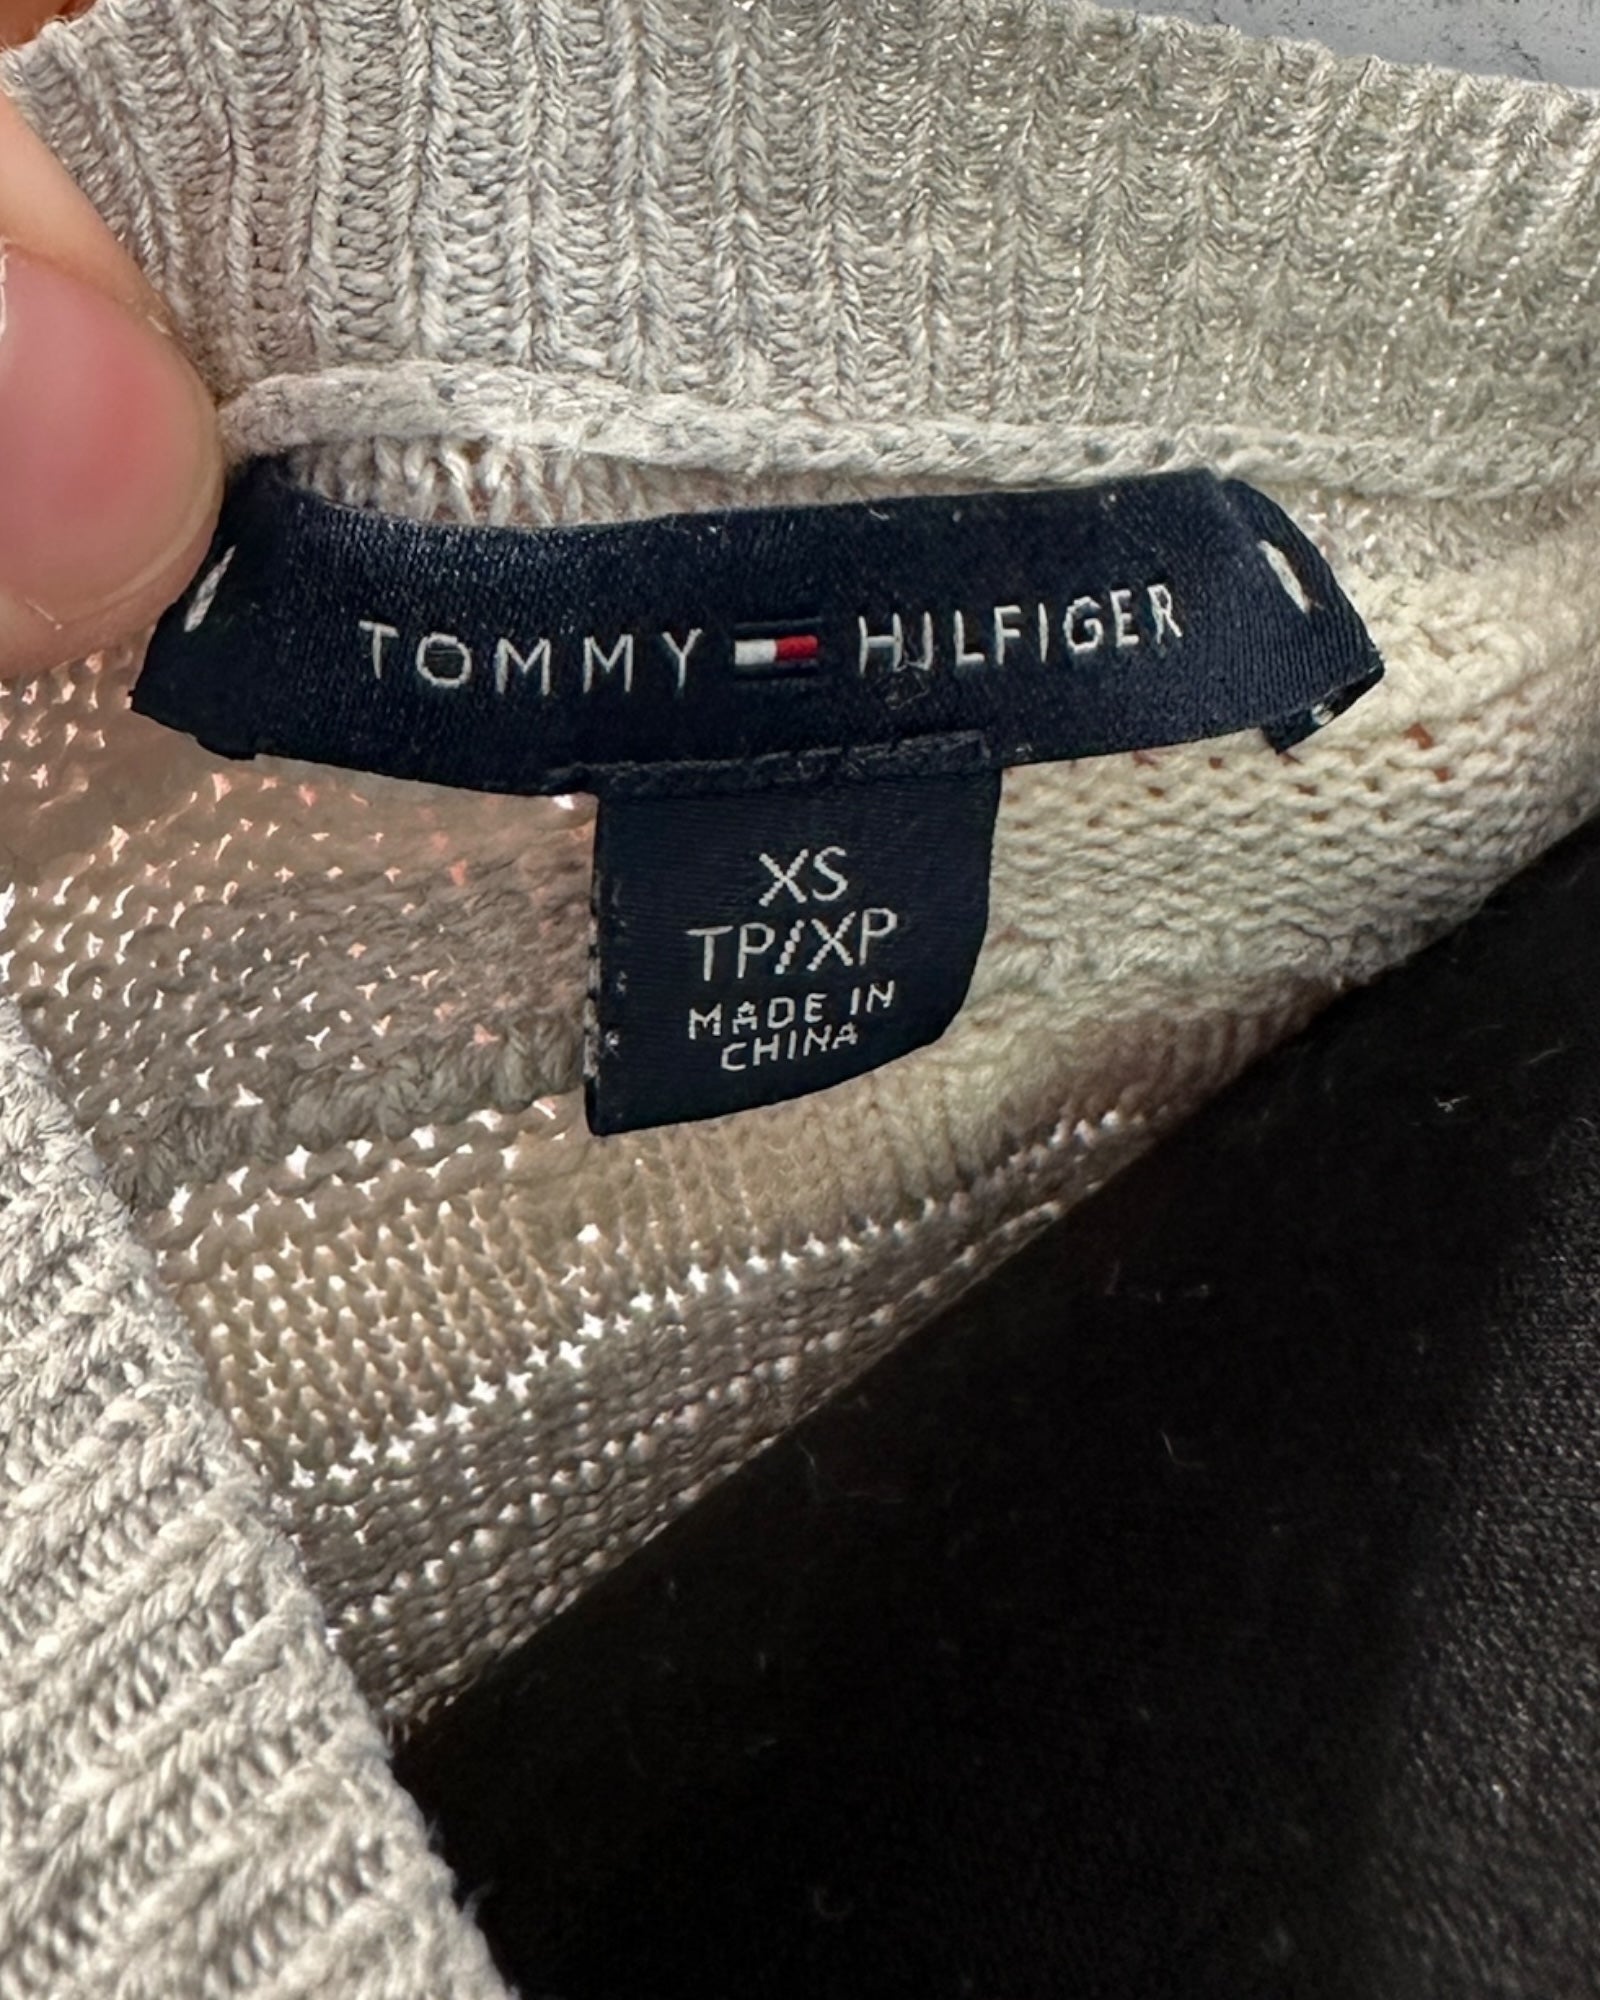 TOMMY HILFIGER
XS
TP/XP
MADE IN
CHINA